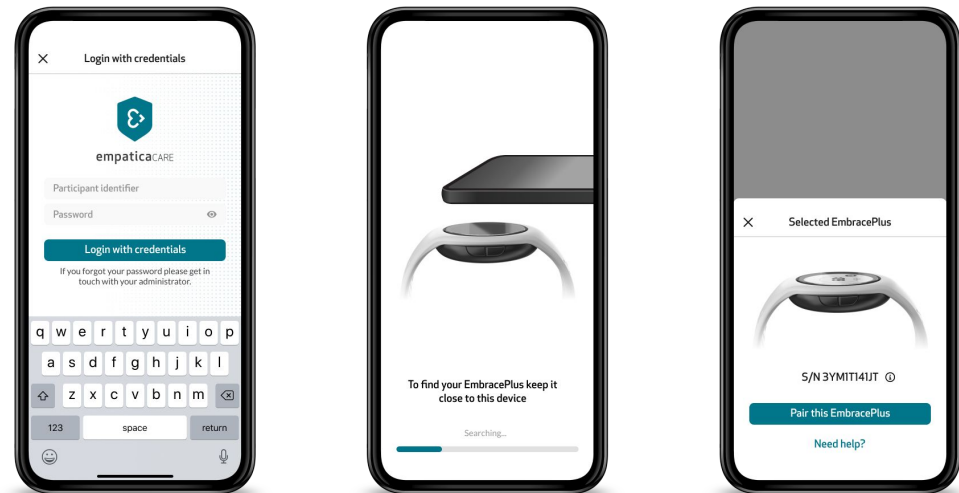 Login with credentials
empaticaCARE
Participant identifier
Password
Login with credentials
If you forgot your password please get in
touch with your administrator.
q w e r t y u i o p
a s d f g h j k l
z x c v b n m
123 space return
To find your EmbracePlus keep it
close to this device
Searching...
Selected EmbracePlus
S/N 3YM1T141JT
Pair this EmbracePlus
Need help?